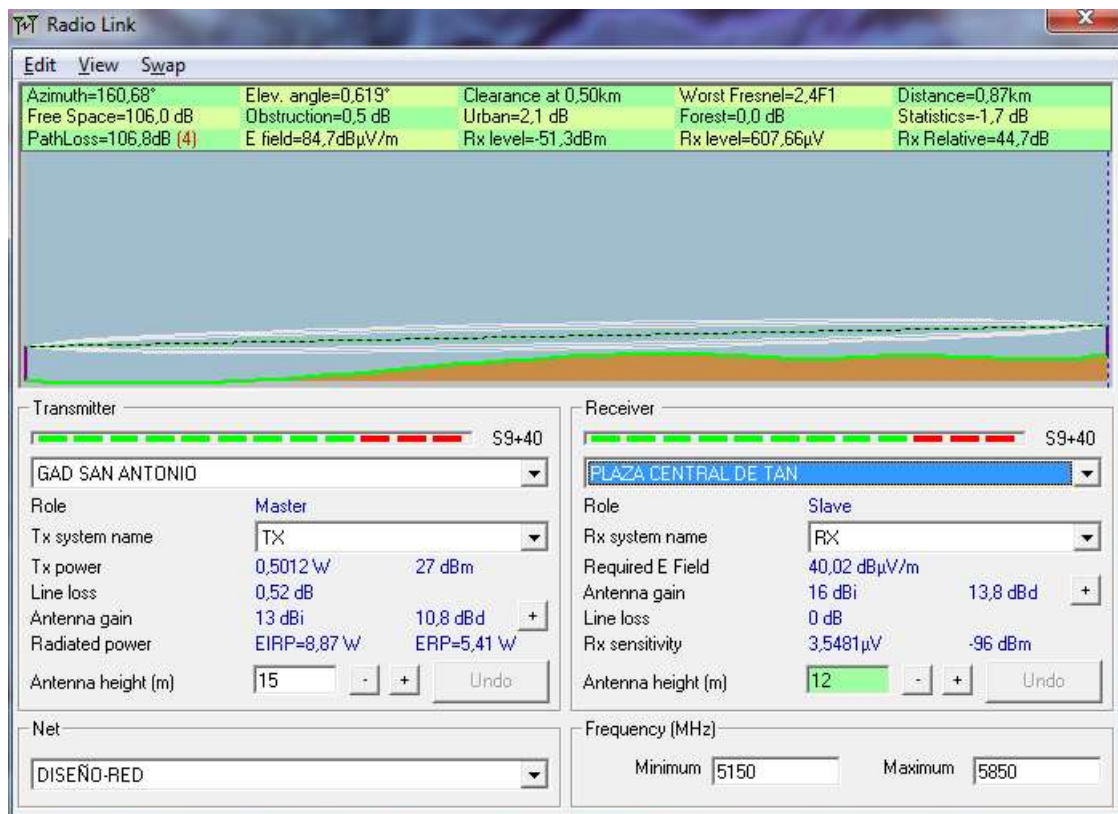 Radio Link
Edit View Swap
Azimuth=160,68° Elev. angle=0,619° Clearance at 0,50km Worst Fresnel=2,4F1 Distance=0,87km
Free Space=106,0 dB Obstruction=0,5 dB Urban=2,1 dB Forest=0,0 dB Statistics=-1,7 dB
PathLoss=106,8dB (4) E field=84,7dBµV/m Rx level=-51,3dBm Rx level=607,66µV Rx Relative=44,7dB
Transmitter Receiver
S9+40 S9+40
GAD SAN ANTONIO PLAZA CENTRAL DE TAN
Role Master Role Slave
Tx system name TX Rx system name RX
Tx power 0,5012 W 27 dBm Required E Field 40,02 dBµV/m
Line loss 0,52 dB Antenna gain 16 dBi 13,8 dBd +
Antenna gain 13 dBi 10,8 dBd + Line loss 0 dB
Radiated power EIRP=8,87 W ERP=5,41 W Rx sensitivity 3,5481µV -96 dBm
Antenna height (m) 15 - + Undo Antenna height (m) 12 - + Undo
Net Frequency (MHz)
DISEÑO-RED Minimum 5150 Maximum 5850